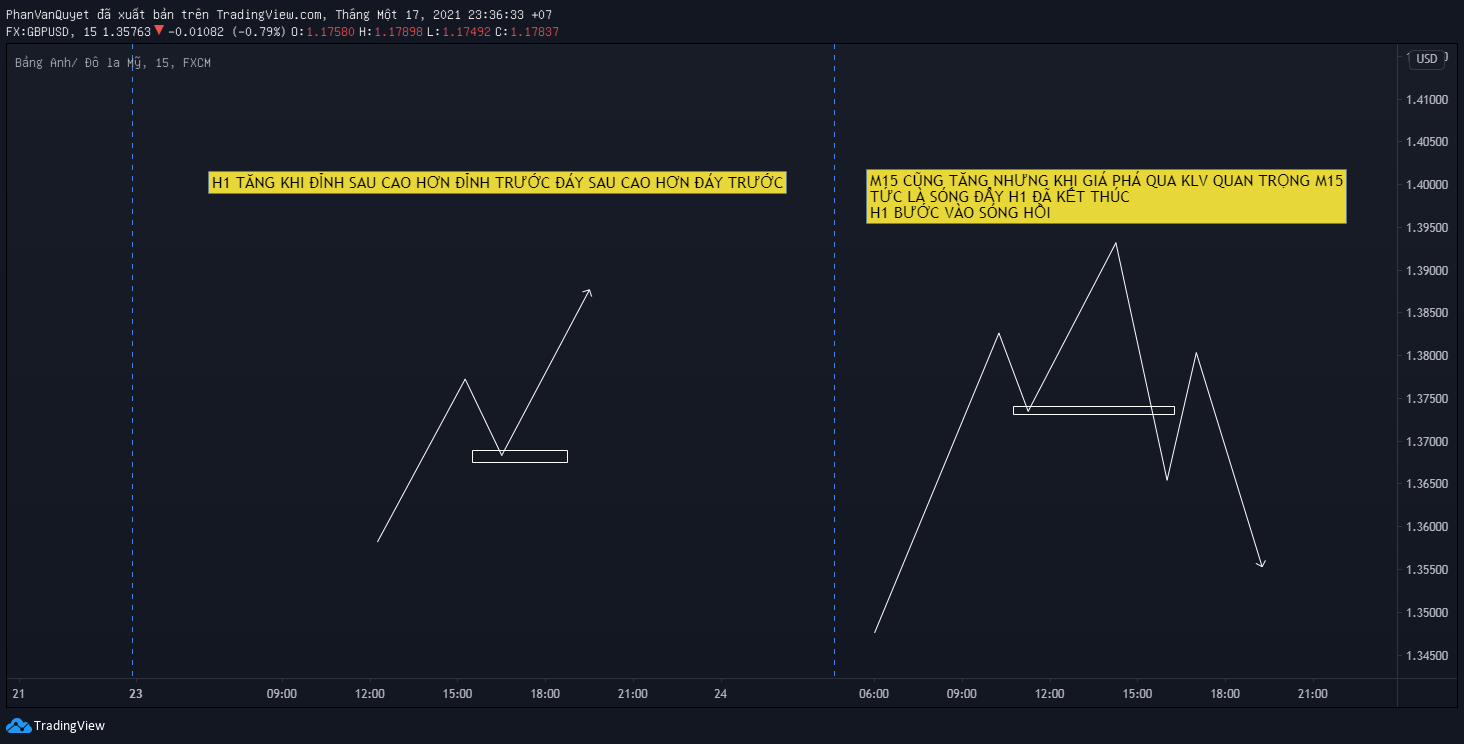 PhanVanQuyet đã xuất bản trên TradingView.com, Tháng Một 17, 2021 23:36:33 +07
FX:GBPUSD, 15 1.35763 ▼ −0.01082 (−0.79%) O:1.17580 H:1.17898 L:1.17492 C:1.17837
Bảng Anh/ Đô la Mỹ, 15, FXCM
USD
1.41000
1.40500
H1 TĂNG KHI ĐỈNH SAU CAO HƠN ĐỈNH TRƯỚC ĐÁY SAU CAO HƠN ĐÁY TRƯỚC
M15 CŨNG TĂNG NHƯNG KHI GIÁ PHÁ QUA KLV QUAN TRỌNG M15
TỨC LÀ SÓNG ĐẨY H1 ĐÃ KẾT THÚC
H1 BƯỚC VÀO SÓNG HỒI
1.40000
1.39500
1.39000
1.38500
1.38000
1.37500
1.37000
1.36500
1.36000
1.35500
1.35000
1.34500
21 23 09:00 12:00 15:00 18:00 21:00 24 06:00 09:00 12:00 15:00 18:00 21:00
TradingView